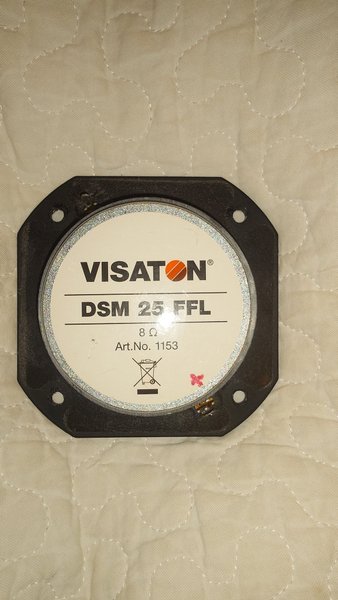 VISATON®
DSM 25 FFL
8 Ω
Art.No. 1153